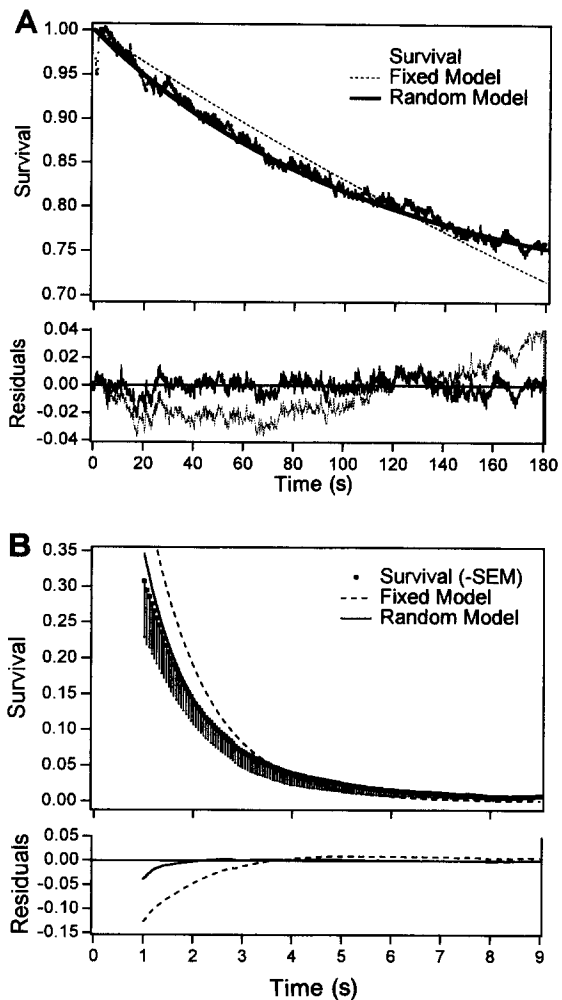 A
1.00
0.95
0.90
0.85
0.80
0.75
0.70
Survival
Survival
Fixed Model
Random Model
0.04
0.02
0.00
-0.02
-0.04
Residuals
0 20 40 60 80 100 120 140 160 180
Time (s)
B
0.35
0.30
0.25
0.20
0.15
0.10
0.05
0.00
Survival
Survival (-SEM)
Fixed Model
Random Model
0.05
0.00
-0.05
-0.10
-0.15
Residuals
0 1 2 3 4 5 6 7 8 9
Time (s)